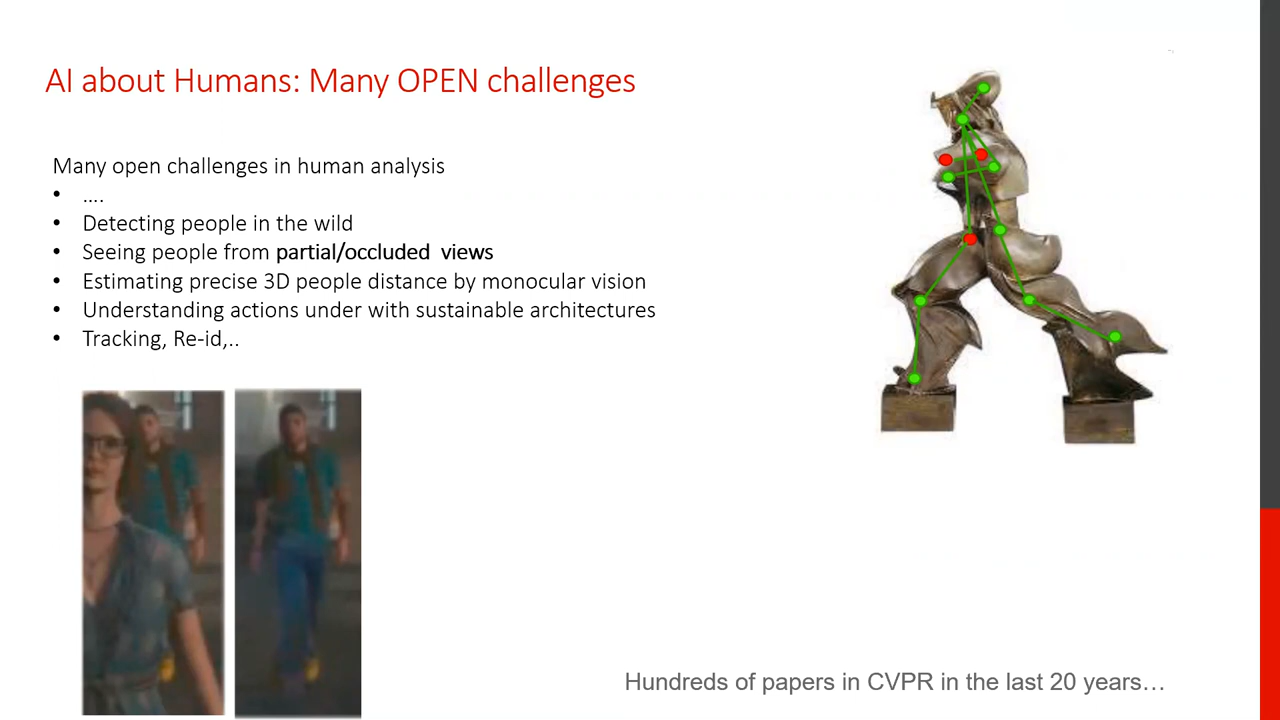 AI about Humans: Many OPEN challenges
Many open challenges in human analysis
• ....
• Detecting people in the wild
• Seeing people from partial/occluded views
• Estimating precise 3D people distance by monocular vision
• Understanding actions under with sustainable architectures
• Tracking, Re-id,..
Hundreds of papers in CVPR in the last 20 years…